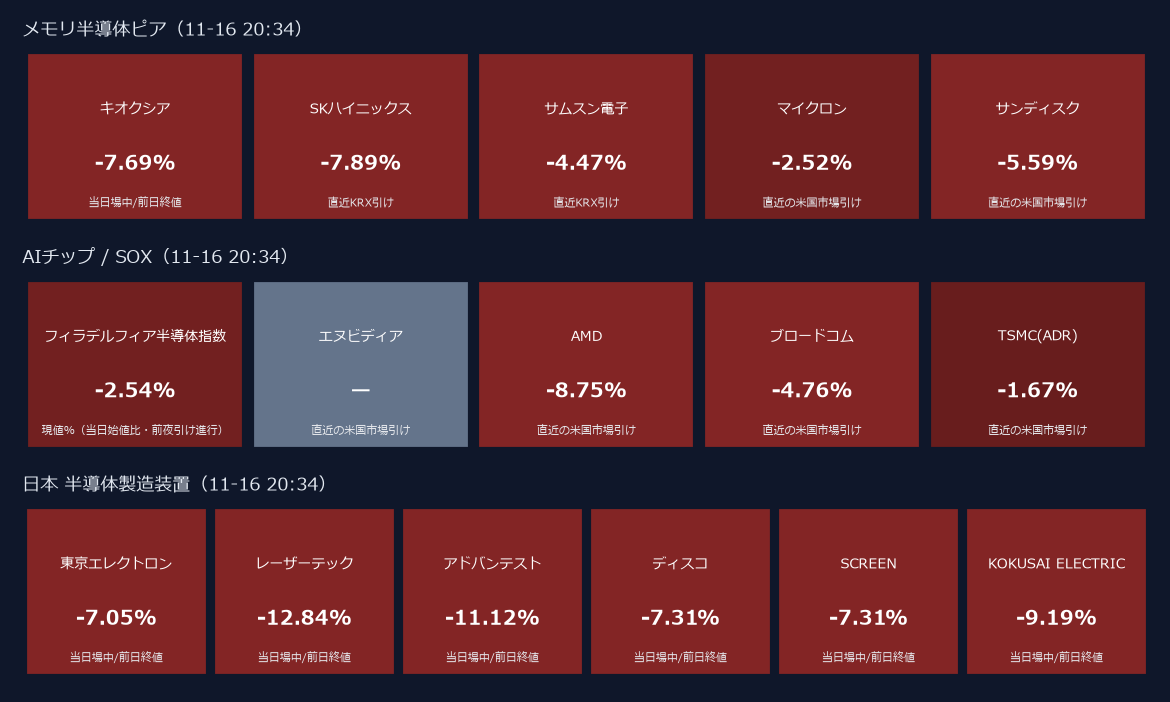 メモリ半導体ピア（11-16 20:34）
キオクシア
-7.69%
当日場中/前日終値
SKハイニックス
-7.89%
直近KRX引け
サムスン電子
-4.47%
直近KRX引け
マイクロン
-2.52%
直近の米国市場引け
サンディスク
-5.59%
直近の米国市場引け
AIチップ / SOX（11-16 20:34）
フィラデルフィア半導体指数
-2.54%
現値%（当日始値比・前夜引け進行）
エヌビディア
—
直近の米国市場引け
AMD
-8.75%
直近の米国市場引け
ブロードコム
-4.76%
直近の米国市場引け
TSMC(ADR)
-1.67%
直近の米国市場引け
日本 半導体製造装置（11-16 20:34）
東京エレクトロン
-7.05%
当日場中/前日終値
レーザーテック
-12.84%
当日場中/前日終値
アドバンテスト
-11.12%
当日場中/前日終値
ディスコ
-7.31%
当日場中/前日終値
SCREEN
-7.31%
当日場中/前日終値
KOKUSAI ELECTRIC
-9.19%
当日場中/前日終値